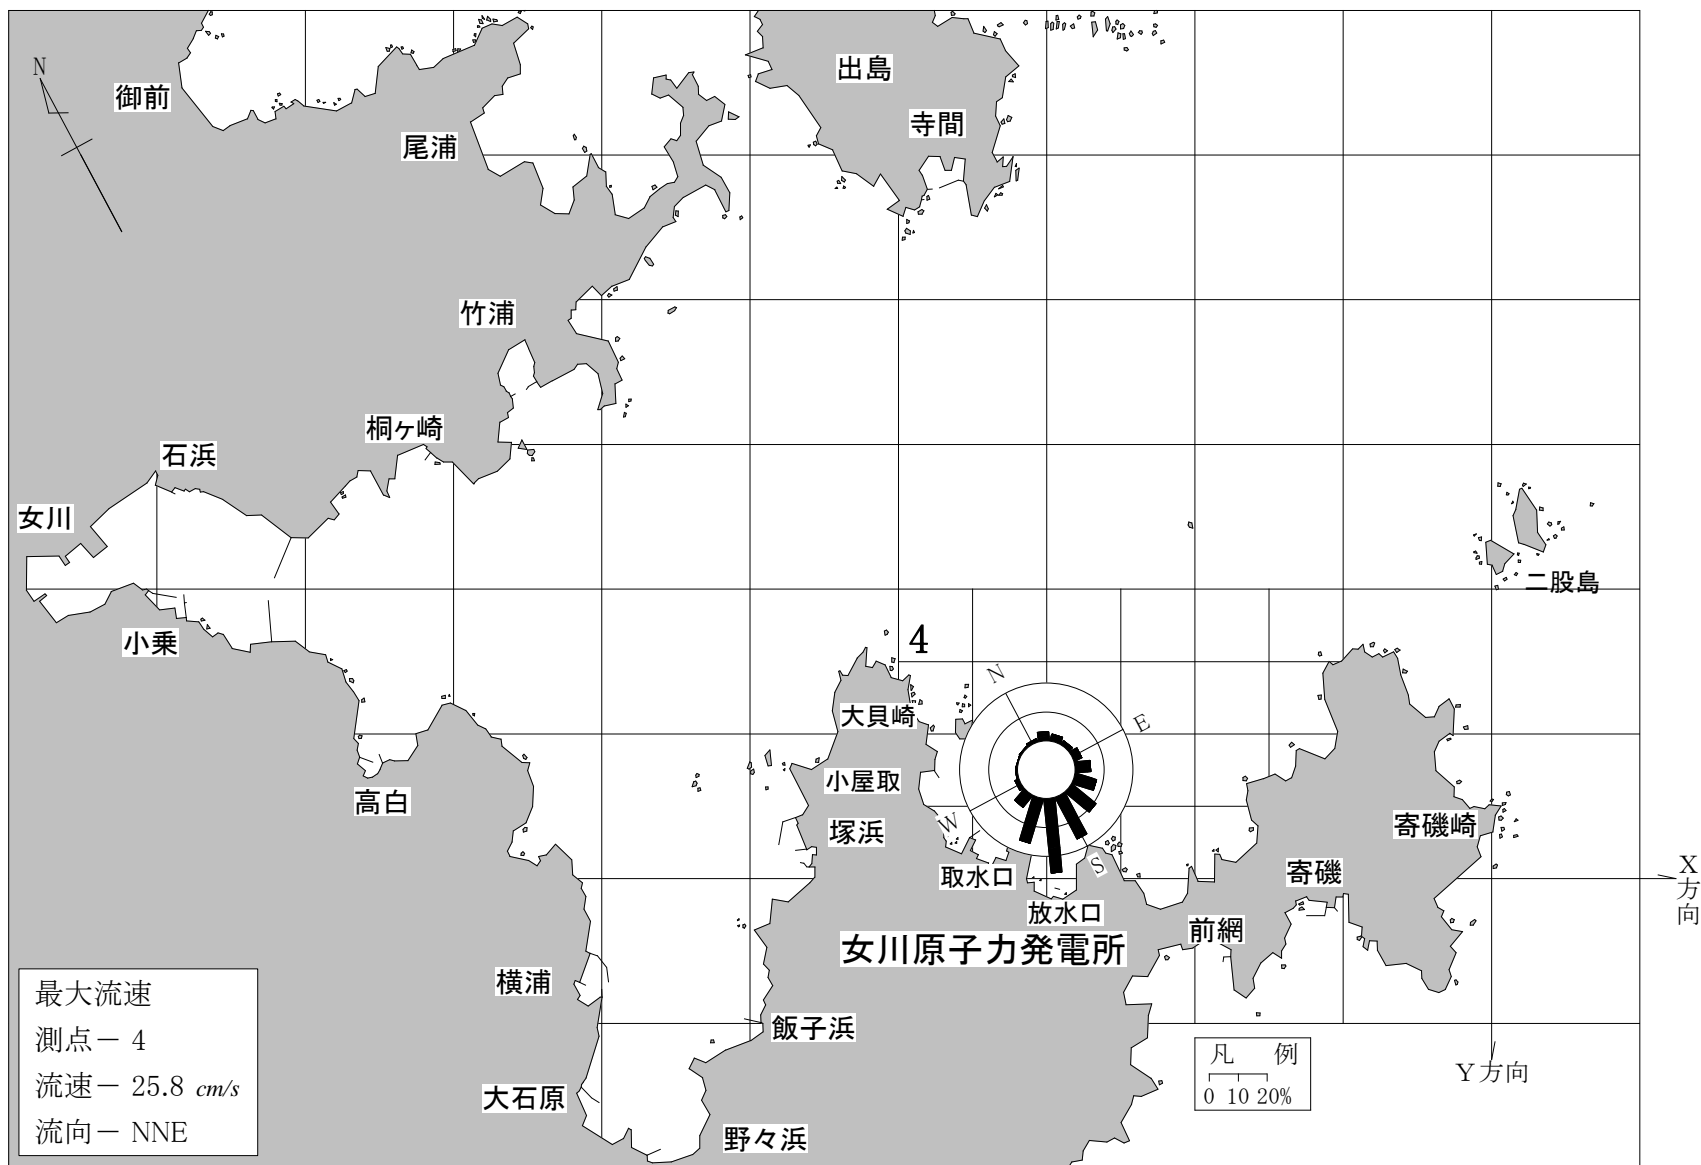 N
御前
出島
寺間
尾浦
竹浦
桐ヶ崎
石浜
女川
二股島
小乗
4
N
大貝崎
E
小屋取
高白
W
塚浜
寄磯崎
S
取水口
寄磯
X方向
放水口
前網
女川原子力発電所
横浦
飯子浜
最大流速
測点－ 4
流速－ 25.8 cm/s
流向－ NNE
凡 例
0 10 20%
Y方向
大石原
野々浜